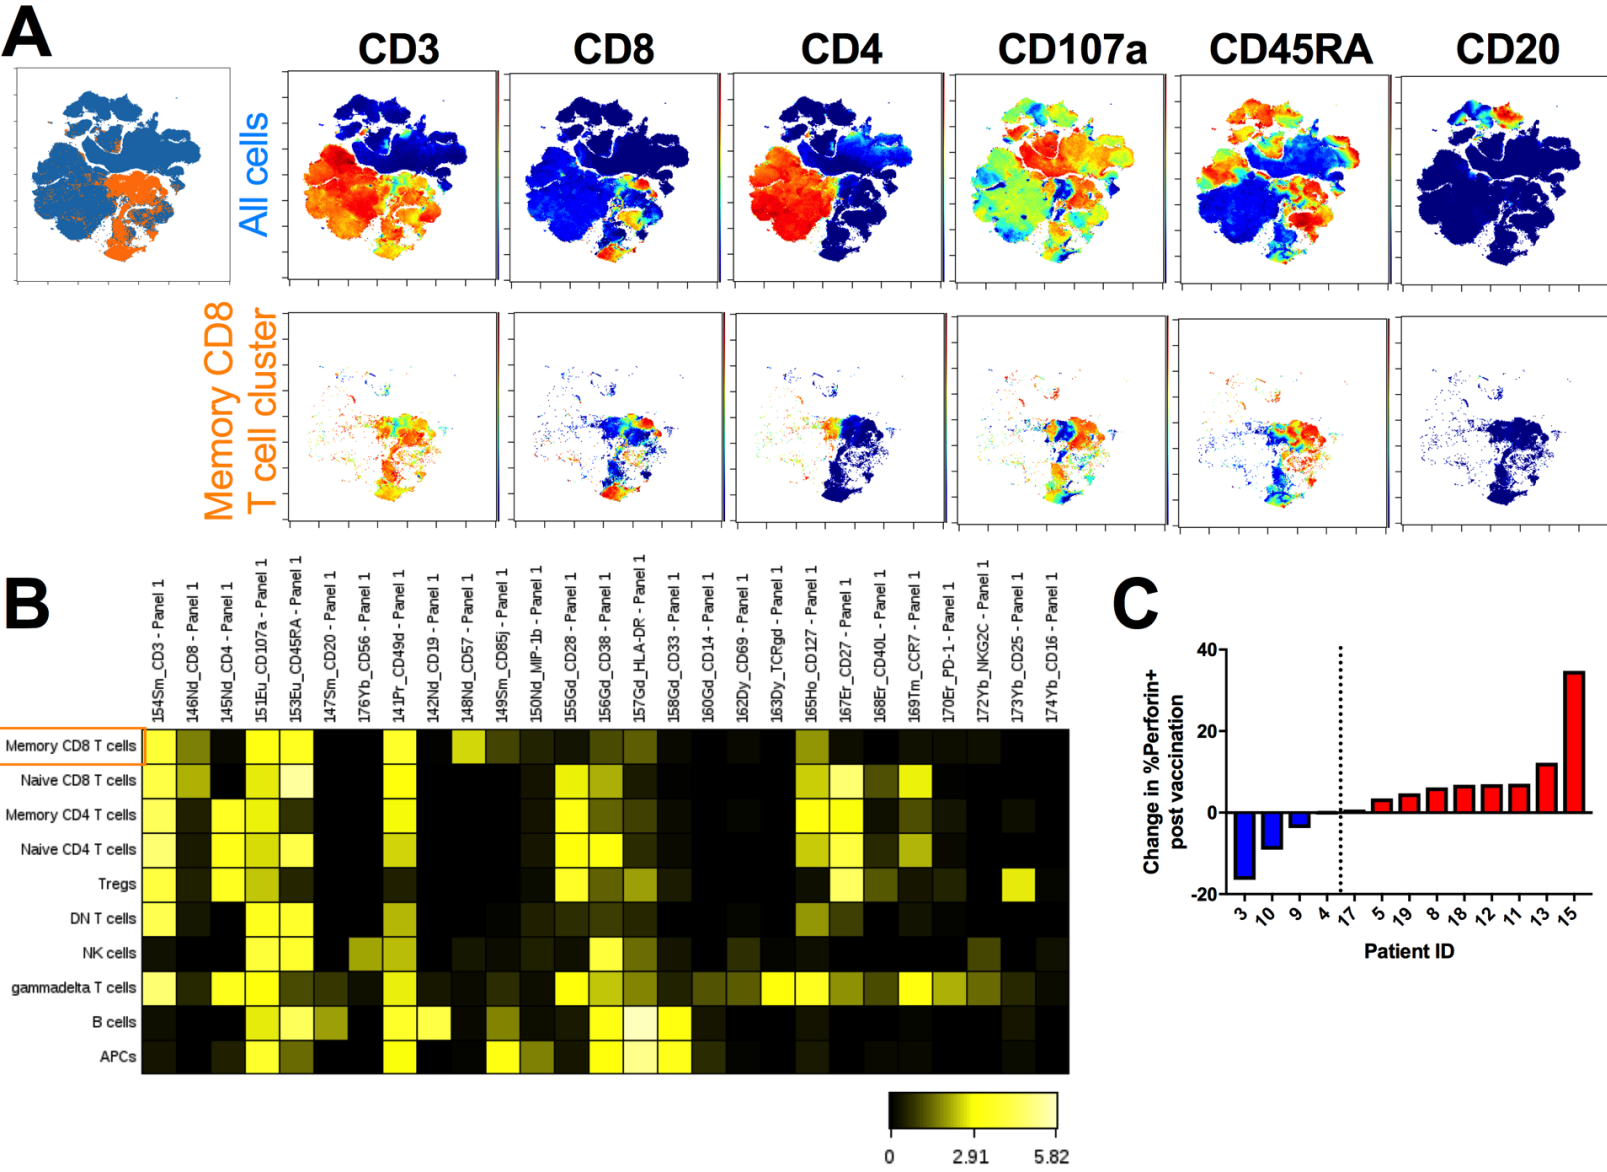 A
CD3
CD8
CD4
CD107a
CD45RA
CD20
All cells
Memory CD8
T cell cluster
B
154Sm_CD3 - Panel 1
146Nd_CD8 - Panel 1
145Nd_CD4 - Panel 1
151Eu_CD107a - Panel 1
153Eu_CD45RA - Panel 1
147Sm_CD20 - Panel 1
176Yb_CD56 - Panel 1
141Pr_CD49d - Panel 1
142Nd_CD19 - Panel 1
148Nd_CD57 - Panel 1
149Sm_CD85j - Panel 1
150Nd_MIP-1b - Panel 1
155Gd_CD28 - Panel 1
156Gd_CD38 - Panel 1
157Gd_HLA-DR - Panel 1
158Gd_CD33 - Panel 1
160Gd_CD14 - Panel 1
162Dy_CD69 - Panel 1
163Dy_TCRgd - Panel 1
165Ho_CD127 - Panel 1
167Er_CD27 - Panel 1
168Er_CD40L - Panel 1
169Tm_CCR7 - Panel 1
170Er_PD-1 - Panel 1
172Yb_NKG2C - Panel 1
173Yb_CD25 - Panel 1
174Yb_CD16 - Panel 1
Memory CD8 T cells
Naive CD8 T cells
Memory CD4 T cells
Naive CD4 T cells
Tregs
DN T cells
NK cells
gammadelta T cells
B cells
APCs
0 2.91 5.82
C
Change in %Perforin+
post vaccination
40
20
0
-20
3 10 9 4 17 5 19 8 18 12 11 13 15
Patient ID